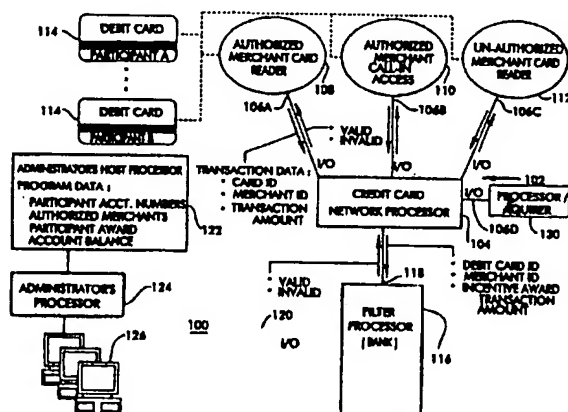 114
DEBIT CARD
PARTICIPANT A
114
DEBIT CARD
PARTICIPANT B
AUTHORIZED
MERCHANT CARD
READER
108
AUTHORIZED
MERCHANT
CALL-IN
ACCESS
110
UN-AUTHORIZED
MERCHANT CARD
READER
112
106A
106B
106C
• VALID
• INVALID
I/O
I/O
I/O
TRANSACTION DATA:
• CARD ID
• MERCHANT ID
• TRANSACTION
AMOUNT
CREDIT CARD
NETWORK PROCESSOR
102
I/O
106D
104
PROCESSOR/
AQUIRER
130
ADMINISTRATOR'S HOST PROCESSOR
PROGRAM DATA:
PARTICIPANT ACCT. NUMBERS
AUTHORIZED MERCHANTS
PARTICIPANT AWARD
ACCOUNT BALANCE
122
ADMINISTRATOR'S
PROCESSOR
124
126
100
• VALID
• INVALID
120
I/O
118
• DEBIT CARD ID
• MERCHANT ID
• INCENTIVE AWARD
TRANSACTION
AMOUNT
FILTER
PROCESSOR
[BANK]
116